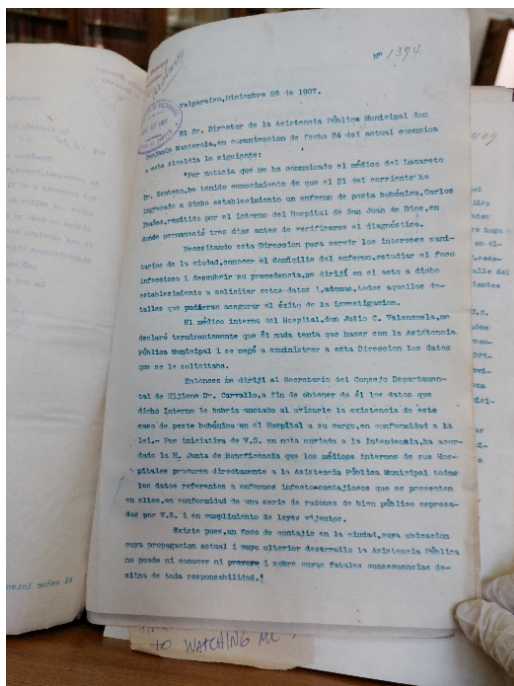 Nº 1394.
Valparaiso, Diciembre 26 de 1907.
El Dr. Director de la Asistencia Pública Municipal don
Benjamin Manterola, en comunicacion de fecha 24 del actual comunica
a esta Alcaldia lo siguiente:
"Por noticia que me ha comunicado el médico del Lazareto
Dr. Denteno, he tenido conocimiento de que el 21 del corriente ha
ingresado a dicho establecimiento un enfermo de peste bubónica, Carlos
Ibañez, remitido por el interno del Hospital de San Juan de Dios, en
donde permaneció tres dias antes de verificarse el diagnóstico.
Necesitando esta Direccion para servir los intereses sani-
tarios de la ciudad, conocer el domicilio del enfermo, estudiar el foco
infeccioso i descubrir su procedencia, me dirijí en el acto a dicho
establecimiento a solicitar estos datos i, ademas, todos aquellos de-
talles que pudieran asegurar el éxito de la investigacion.
El médico interno del Hospital, don Julio C. Valenzuela, me
declaró terminantemente que él nada tenia que hacer con la Asistencia
Pública Municipal i se negó a suministrar a esta Direccion los datos
que se le solicitaba.
Entonces me dirijí al Secretario del Consejo Departamen-
tal de Hijiene Dr. Carvallo, a fin de obtener de él los datos que
dicho Interno le habria anotado al avisarle la existencia de este
caso de peste bubónica en el Hospital a su cargo, en conformidad a la
lei.- Por iniciativa de V.S. en nota enviada a la Intendencia, ha acor-
dado la H. Junta de Beneficencia que los médicos internos de sus Hos-
pitales procuren directamente a la Asistencia Pública Municipal todos
los datos referentes a enfermos infecto-contajiosos que se presenten
en ellos, en conformidad de una serie de razones de bien público espresa-
das por V.S. i en cumplimiento de leyes vijentes.
Existe pues, un foco de contajio en la ciudad, cuya ubicacion
cuya propagacion actual i cuyo ulterior desarrollo la Asistencia Pública
no puede ni conocer ni preveer i sobre cuyas fatales consecuencias de-
clina de toda responsabilidad."
Al señor Inten
TO WATCHING ME